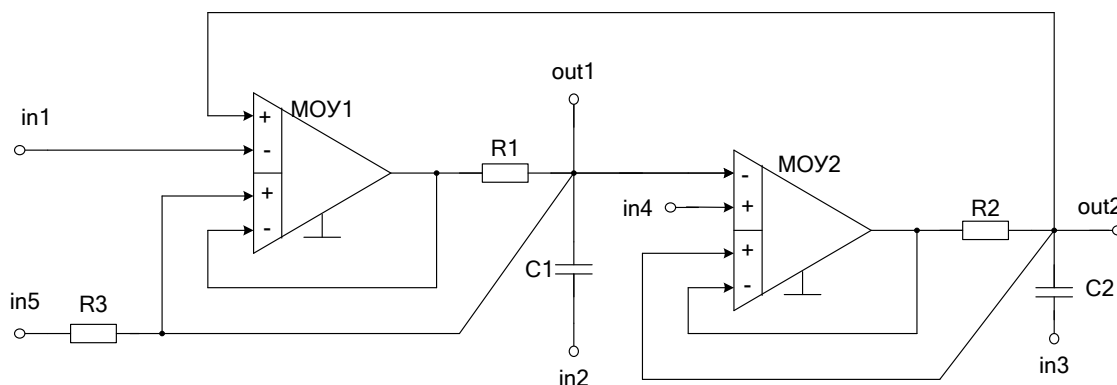 out1
in1
МОУ1
+
-
+
-
R1
МОУ2
-
+
+
-
in4
R2
out2
C1
C2
in5
R3
in2
in3